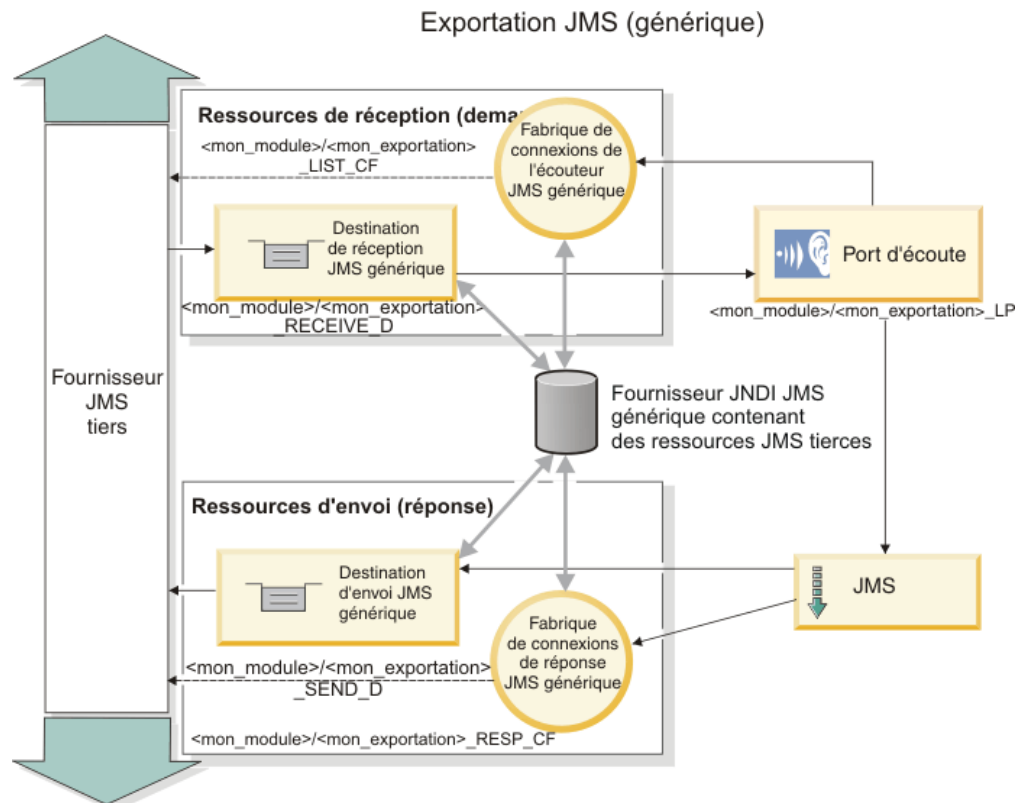 Exportation JMS (générique)
Ressources de réception (demar
<mon_module>/<mon_exportation>
_LIST_CF
Fabrique de
connexions de
l'écouteur
JMS générique
Destination
de réception
JMS générique
<mon_module>/<mon_exportation>
_RECEIVE_D
Port d'écoute
<mon_module>/<mon_exportation>_LP
Fournisseur
JMS
tiers
Fournisseur JNDI JMS
générique contenant
des ressources JMS tierces
Ressources d'envoi (réponse)
Destination
d'envoi JMS
générique
JMS
Fabrique
de connexions
de réponse
JMS générique
<mon_module>/<mon_exportation>
_SEND_D
<mon_module>/<mon_exportation>_RESP_CF